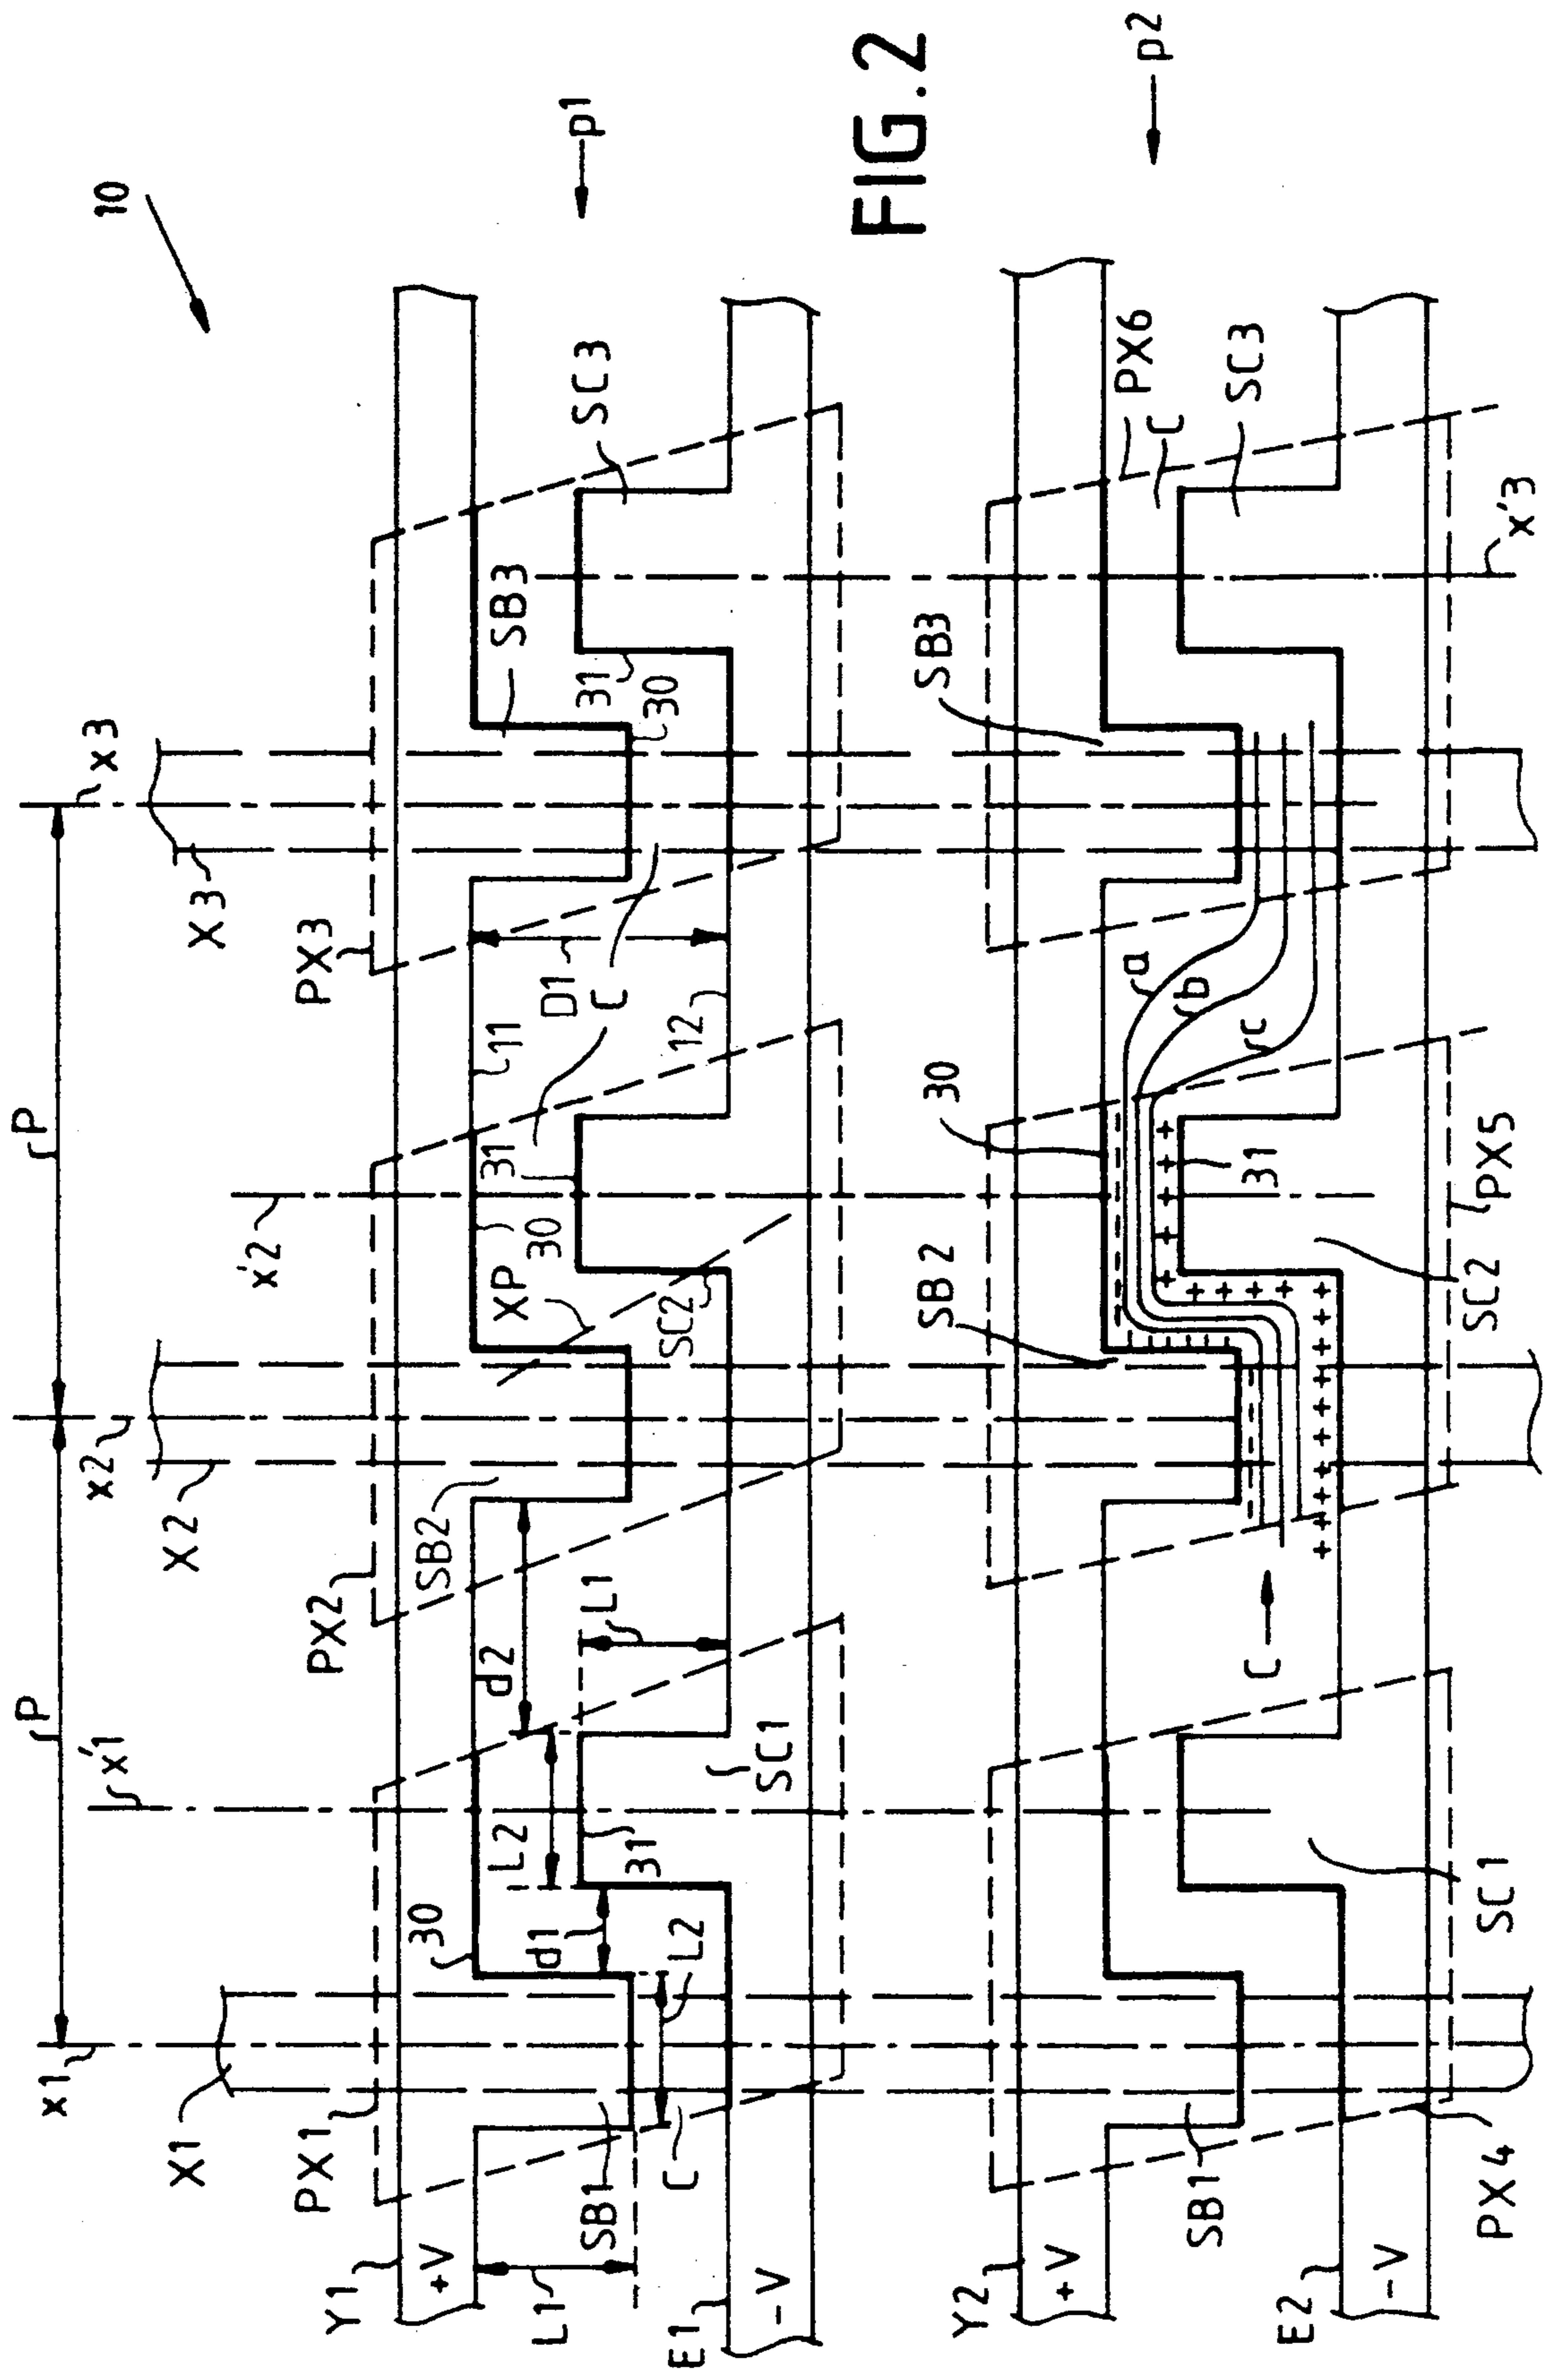 10
p1
FIG.2
p2
P
P
x1
x'1
x2
x'2
x3
X1
X2
X3
PX1
PX2
PX3
Y1
+V
30
L1
SB1
C
L2
d1
L2
31
d2
L1
SC1
SB2
XP
30
31
SC2
11
D1
C
12
SB3
31
30
SC3
E1
-V
Y2
+V
SB1
PX4
SC1
C
SB2
30
31
SC2
PX5
a
b
c
SB3
PX6
C
SC3
x'3
E2
-V
- - - - -
+ + + + +